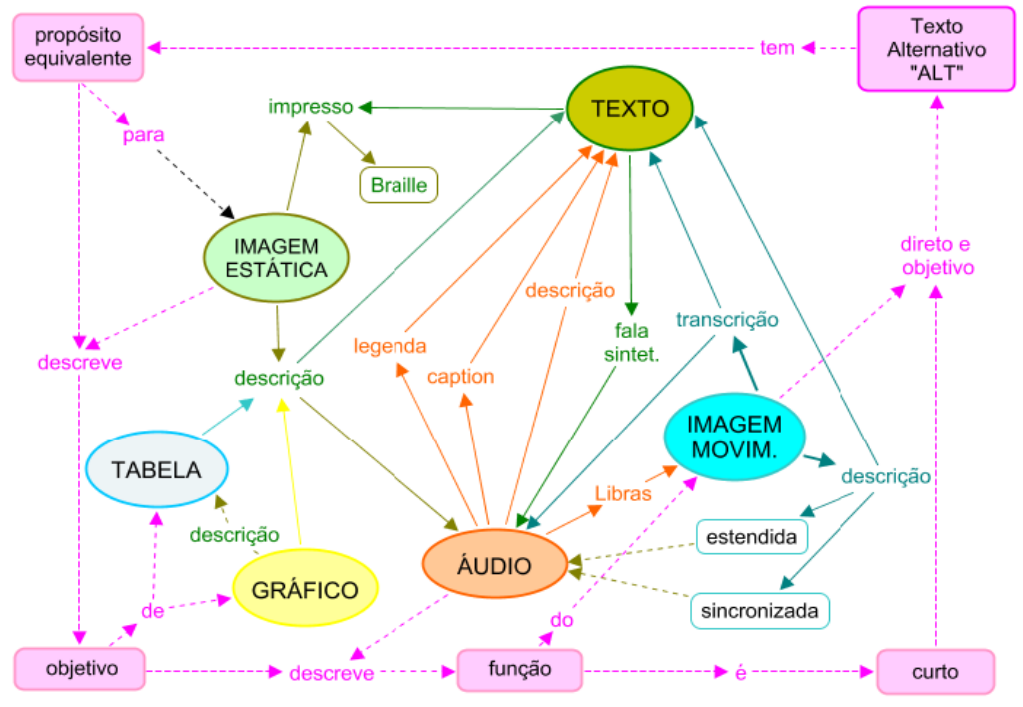 propósito
equivalente
tem
Texto
Alternativo
"ALT"
impresso
TEXTO
para
Braille
IMAGEM
ESTÁTICA
direto e
objetivo
descrição
fala
sintet.
transcrição
legenda
descreve
descrição
caption
IMAGEM
MOVIM.
TABELA
descrição
Libras
descrição
estendida
ÁUDIO
GRÁFICO
de
sincronizada
do
objetivo
descreve
função
é
curto